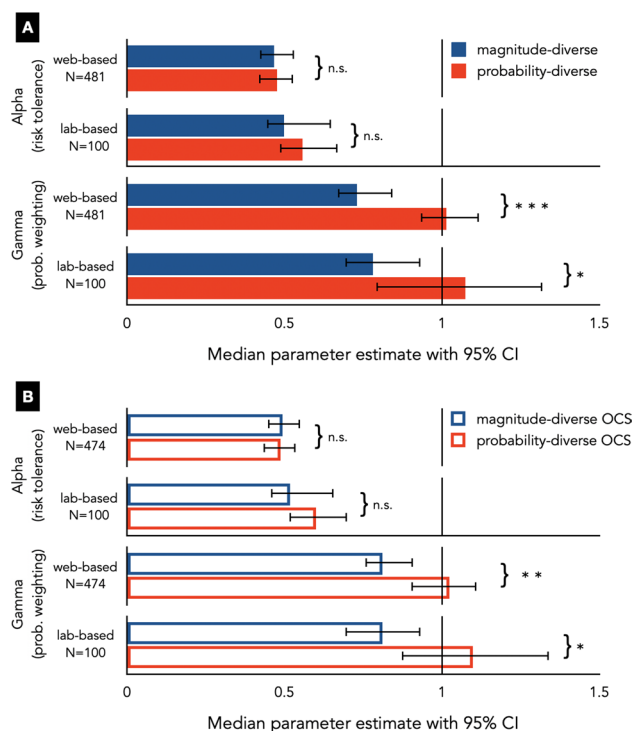 A
Alpha
(risk tolerance)
web-based
N=481
n.s.
magnitude-diverse
probability-diverse
lab-based
N=100
n.s.
Gamma
(prob. weighting)
web-based
N=481
* * *
lab-based
N=100
*
0 0.5 1 1.5
Median parameter estimate with 95% CI
B
Alpha
(risk tolerance)
web-based
N=474
n.s.
magnitude-diverse OCS
probability-diverse OCS
lab-based
N=100
n.s.
Gamma
(prob. weighting)
web-based
N=474
* *
lab-based
N=100
*
0 0.5 1 1.5
Median parameter estimate with 95% CI